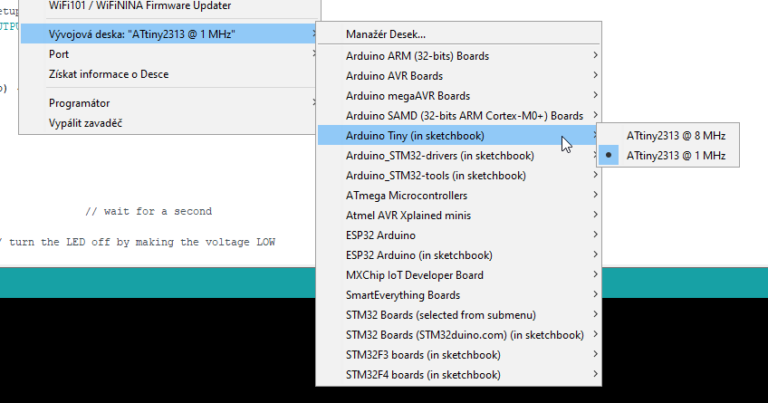 WiFi101 / WiFiNINA Firmware Updater
Vývojová deska: "ATtiny2313 @ 1 MHz"
Port
Získat informace o Desce
Programátor
Vypálit zavaděč
Manažér Desek...
Arduino ARM (32-bits) Boards
Arduino AVR Boards
Arduino megaAVR Boards
Arduino SAMD (32-bits ARM Cortex-M0+) Boards
Arduino Tiny (in sketchbook)
Arduino_STM32-drivers (in sketchbook)
Arduino_STM32-tools (in sketchbook)
ATmega Microcontrollers
Atmel AVR Xplained minis
ESP32 Arduino
ESP32 Arduino (in sketchbook)
MXChip IoT Developer Board
SmartEverything Boards
STM32 Boards (selected from submenu)
STM32 Boards (STM32duino.com) (in sketchbook)
STM32F3 boards (in sketchbook)
STM32F4 boards (in sketchbook)
ATtiny2313 @ 8 MHz
ATtiny2313 @ 1 MHz
// wait for a second
turn the LED off by making the voltage LOW